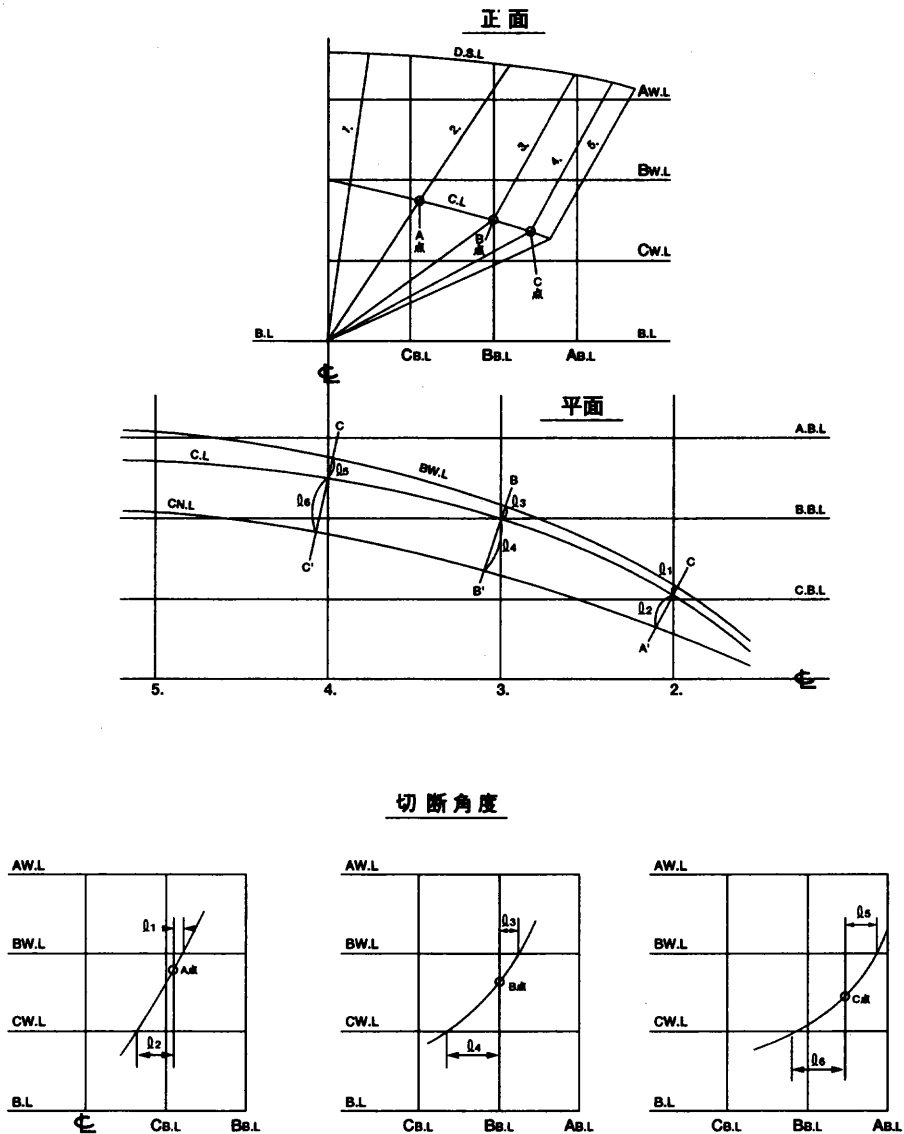 正面
D.S.L
AW.L
1. 2. 3. 4. 5.
BW.L
C.L
A点
B点
CW.L
C点
B.L
B.L
CB.L BB.L AB.L
℄
平面
A.B.L
C
C.L
BW.L
ℓ5
B
ℓ6
CN.L
ℓ3
B.B.L
ℓ4
C'
ℓ1
C
B'
C.B.L
ℓ2
A'
5. 4. 3. 2. ℄
切断角度
AW.L
ℓ1
BW.L
A点
CW.L
ℓ2
B.L
℄ CB.L BB.L
AW.L
ℓ3
BW.L
B点
CW.L
ℓ4
B.L
CB.L BB.L AB.L
AW.L
ℓ5
BW.L
C点
CW.L
ℓ6
B.L
CB.L BB.L AB.L